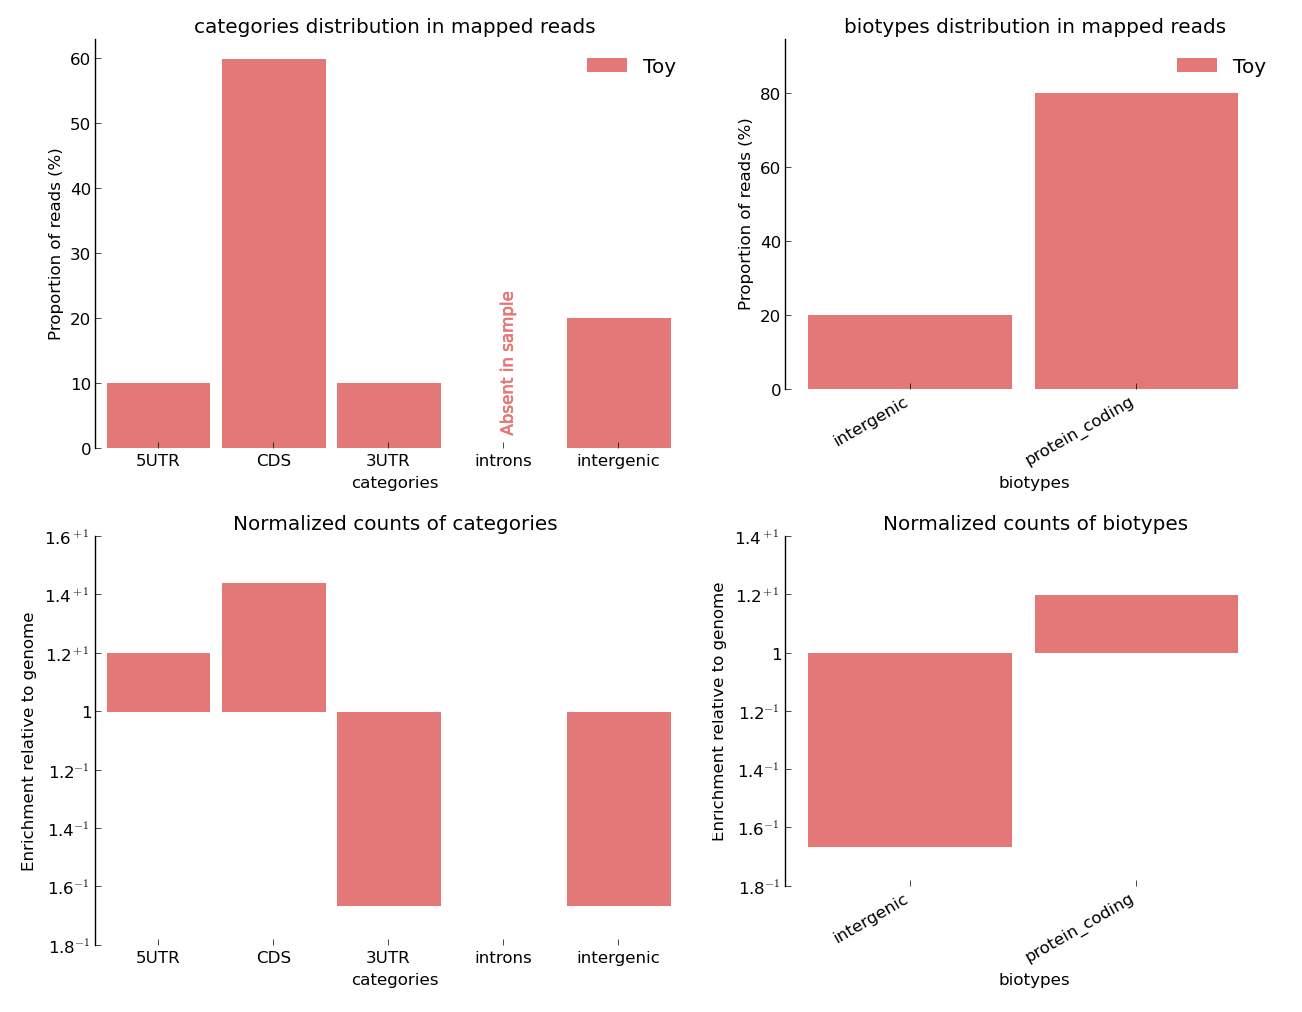 categories distribution in mapped reads
Toy
Proportion of reads (%)
60
50
40
30
20
10
0
Absent in sample
5UTR CDS 3UTR introns intergenic
categories
biotypes distribution in mapped reads
Toy
Proportion of reads (%)
80
60
40
20
0
intergenic
protein_coding
biotypes
Normalized counts of categories
Enrichment relative to genome
1.6⁺¹
1.4⁺¹
1.2⁺¹
1
1.2⁻¹
1.4⁻¹
1.6⁻¹
1.8⁻¹
5UTR CDS 3UTR introns intergenic
categories
Normalized counts of biotypes
Enrichment relative to genome
1.4⁺¹
1.2⁺¹
1
1.2⁻¹
1.4⁻¹
1.6⁻¹
1.8⁻¹
intergenic
protein_coding
biotypes